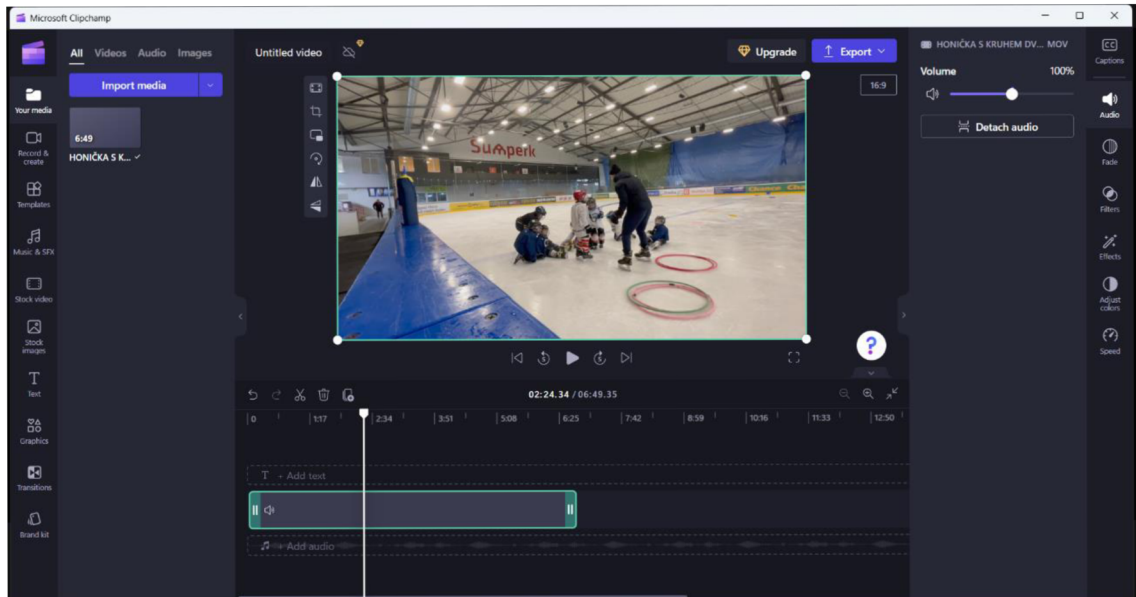 Microsoft Clipchamp
Your media
Record & create
Templates
Music & SFX
Stock video
Stock images
Text
Graphics
Transitions
Brand kit
All Videos Audio Images
Import media
6:49
HONIČKA S K...
Untitled video
Upgrade
Export
16:9
Šumperk
02:24.34 / 06:49.35
0 1:17 2:34 3:51 5:08 6:25 7:42 8:59 10:16 11:33 12:50
T + Add text
+ Add audio
HONIČKA S KRUHEM DV... MOV
Volume 100%
Detach audio
CC
Captions
Audio
Fade
Filters
Effects
Adjust colors
Speed